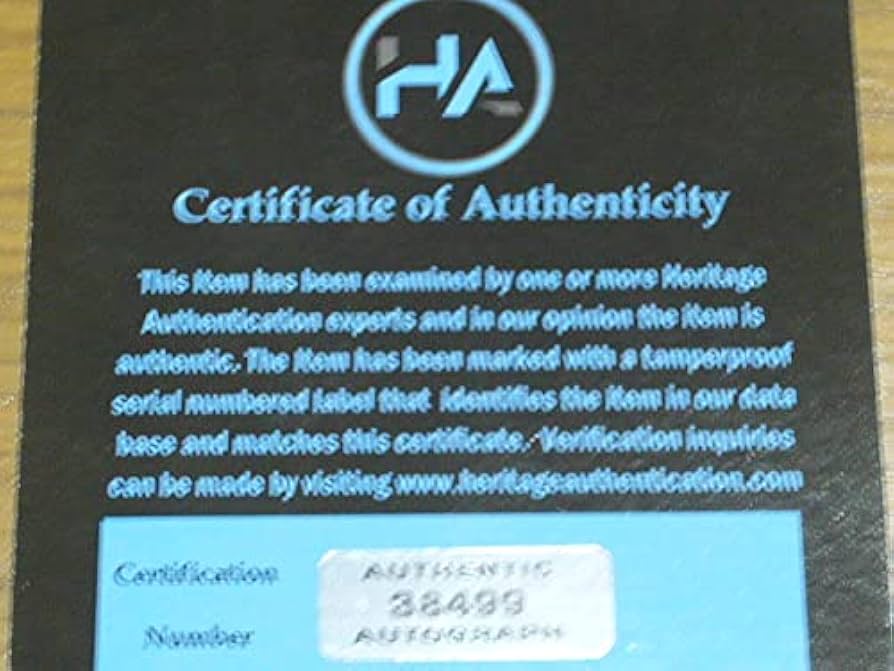 HA
Certificate of Authenticity
This item has been examined by one or more Heritage
Authentication experts and in our opinion the item is
authentic. The item has been marked with a tamperproof
serial numbered label that identifies the item in our data
base and matches this certificate. Verification inquiries
can be made by visiting www.heritageauthentication.com
Certification
Number
AUTHENTIC
38499
AUTOGRAPH